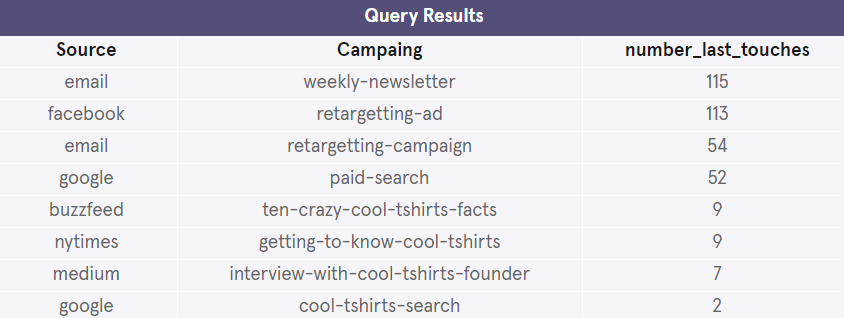 Query Results
Source Campaing number_last_touches
email weekly-newsletter 115
facebook retargetting-ad 113
email retargetting-campaign 54
google paid-search 52
buzzfeed ten-crazy-cool-tshirts-facts 9
nytimes getting-to-know-cool-tshirts 9
medium interview-with-cool-tshirts-founder 7
google cool-tshirts-search 2